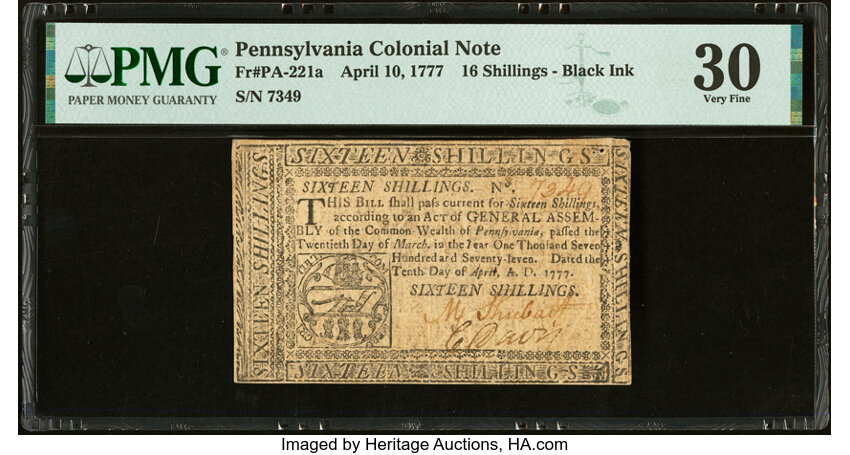 PMG®
PAPER MONEY GUARANTY
Pennsylvania Colonial Note
Fr#PA-221a April 10, 1777 16 Shillings - Black Ink
S/N 7349
30
Very Fine
SIXTEEN SHILLINGS
SIXTEEN SHILLINGS
SIXTEEN SHILLINGS
SIXTEEN SHILLINGS. No. 7349
THIS BILL ſhall paſs current for Sixteen Shillings,
according to an ACT of GENERAL ASSEM-
BLY of the Common Wealth of Pennſylvania, paſſed the
Twentieth Day of March, in the Year One Thouſand Seven
Hundred and Seventy-ſeven. Dated the
Tenth Day of April, A. D. 1777.
SIXTEEN SHILLINGS.
C Davis
SIXTEEN SHILLINGS
Imaged by Heritage Auctions, HA.com